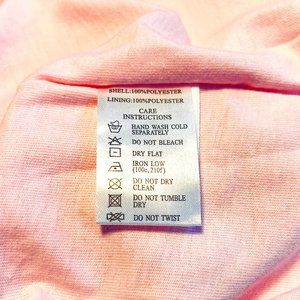 SHELL:100%POLYESTER
LINING:100%POLYESTER
CARE
INSTRUCTIONS
HAND WASH COLD
SEPARATELY
DO NOT BLEACH
DRY FLAT
IRON LOW
(100c, 210f)
DO NOT DRY
CLEAN
DO NOT TUMBLE
DRY
DO NOT TWIST